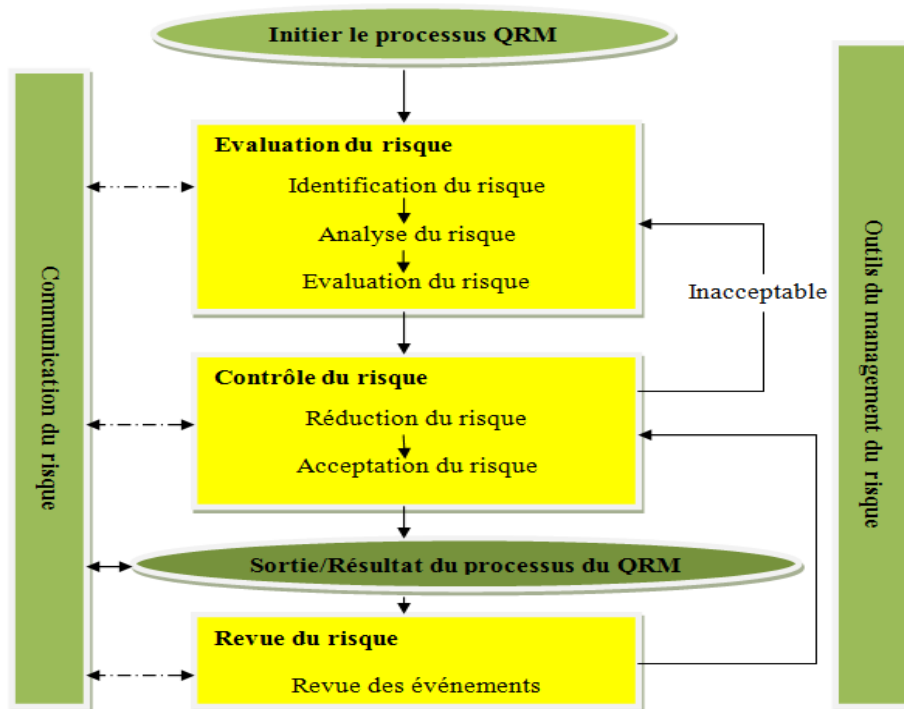 Initier le processus QRM
Communication du risque
Outils du management du risque
Evaluation du risque
Identification du risque
Analyse du risque
Evaluation du risque
Inacceptable
Contrôle du risque
Réduction du risque
Acceptation du risque
Sortie/Résultat du processus du QRM
Revue du risque
Revue des événements